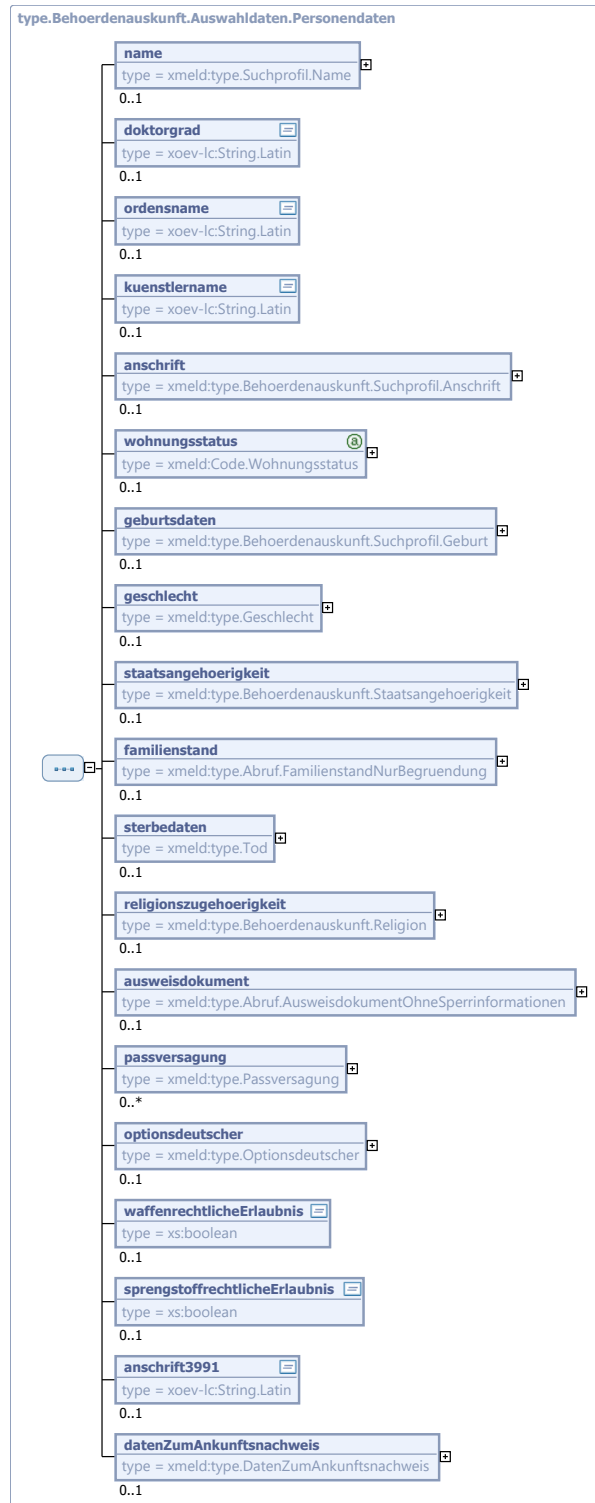 type.Behoerdenauskunft.Auswahldaten.Personendaten
name
type = xmeld:type.Suchprofil.Name
0..1
doktorgrad
type = xoev-lc:String.Latin
0..1
ordensname
type = xoev-lc:String.Latin
0..1
kuenstlername
type = xoev-lc:String.Latin
0..1
anschrift
type = xmeld:type.Behoerdenauskunft.Suchprofil.Anschrift
0..1
wohnungsstatus a
type = xmeld:Code.Wohnungsstatus
0..1
geburtsdaten
type = xmeld:type.Behoerdenauskunft.Suchprofil.Geburt
0..1
geschlecht
type = xmeld:type.Geschlecht
0..1
staatsangehoerigkeit
type = xmeld:type.Behoerdenauskunft.Staatsangehoerigkeit
0..1
familienstand
type = xmeld:type.Abruf.FamilienstandNurBegruendung
0..1
sterbedaten
type = xmeld:type.Tod
0..1
religionszugehoerigkeit
type = xmeld:type.Behoerdenauskunft.Religion
0..1
ausweisdokument
type = xmeld:type.Abruf.AusweisdokumentOhneSperrinformationen
0..1
passversagung
type = xmeld:type.Passversagung
0..*
optionsdeutscher
type = xmeld:type.Optionsdeutscher
0..1
waffenrechtlicheErlaubnis
type = xs:boolean
0..1
sprengstoffrechtlicheErlaubnis
type = xs:boolean
0..1
anschrift3991
type = xoev-lc:String.Latin
0..1
datenZumAnkunftsnachweis
type = xmeld:type.DatenZumAnkunftsnachweis
0..1